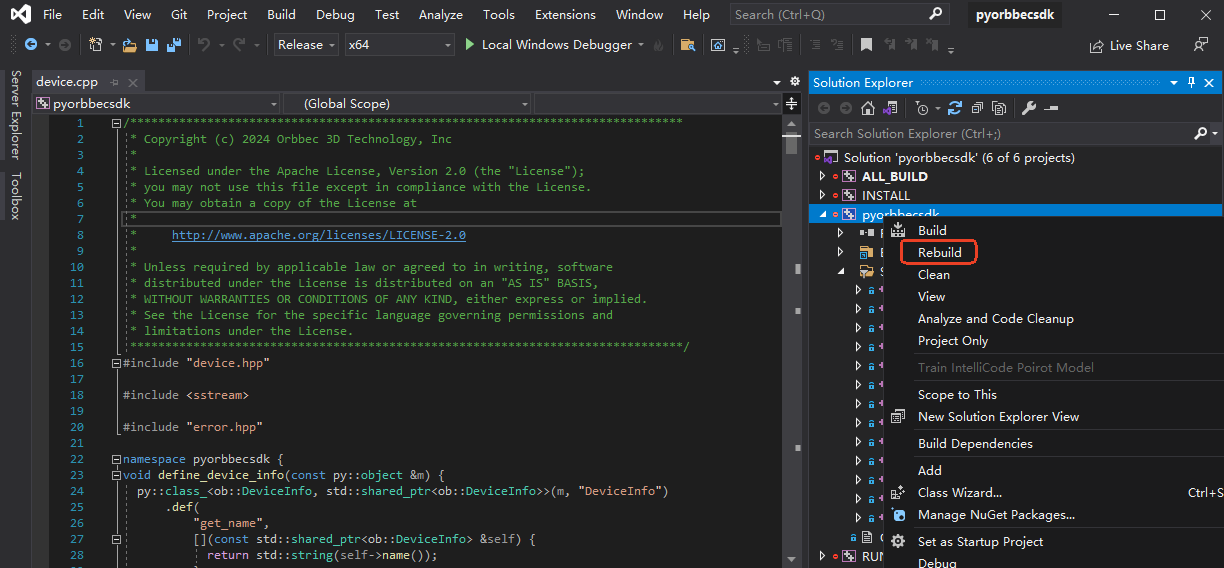 File Edit View Git Project Build Debug Test Analyze Tools Extensions Window Help Search (Ctrl+Q) pyorbbecsdk
Release x64 Local Windows Debugger Live Share
Server Explorer
Toolbox
device.cpp
pyorbbecsdk (Global Scope)
1 /******************************************************************************
2 * Copyright (c) 2024 Orbbec 3D Technology, Inc
3 *
4 * Licensed under the Apache License, Version 2.0 (the "License");
5 * you may not use this file except in compliance with the License.
6 * You may obtain a copy of the License at
7 *
8 * http://www.apache.org/licenses/LICENSE-2.0
9 *
10 * Unless required by applicable law or agreed to in writing, software
11 * distributed under the License is distributed on an "AS IS" BASIS,
12 * WITHOUT WARRANTIES OR CONDITIONS OF ANY KIND, either express or implied.
13 * See the License for the specific language governing permissions and
14 * limitations under the License.
15 ******************************************************************************/
16 #include "device.hpp"
17
18 #include <sstream>
19
20 #include "error.hpp"
21
22 namespace pyorbbecsdk {
23 void define_device_info(const py::object &m) {
24 py::class_<ob::DeviceInfo, std::shared_ptr<ob::DeviceInfo>>(m, "DeviceInfo")
25 .def(
26 "get_name",
27 [](const std::shared_ptr<ob::DeviceInfo> &self) {
28 return std::string(self->name());
Solution Explorer
Search Solution Explorer (Ctrl+;)
Solution 'pyorbbecsdk' (6 of 6 projects)
ALL_BUILD
INSTALL
pyorbbecsdk
Build
Rebuild
Clean
View
Analyze and Code Cleanup
Project Only
Train IntelliCode Poirot Model
Scope to This
New Solution Explorer View
Build Dependencies
Add
Class Wizard... Ctrl+S
Manage NuGet Packages...
Set as Startup Project
Debug
RUN